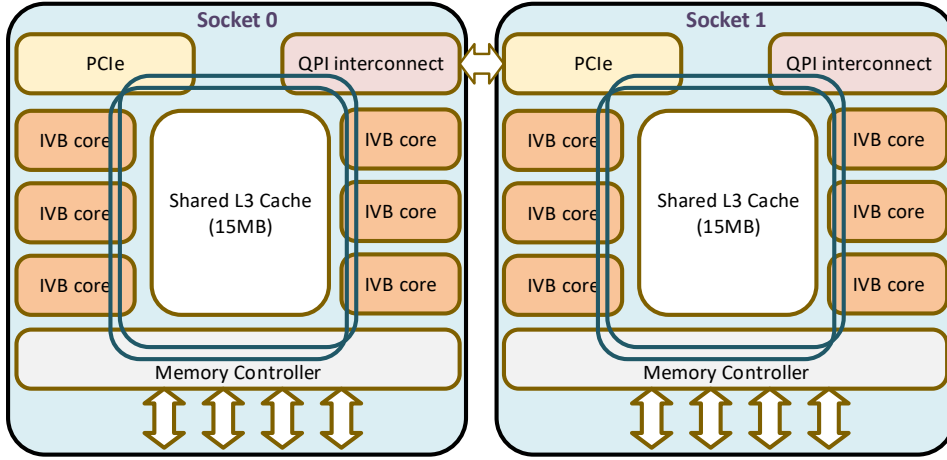 Socket 0
PCIe
QPI interconnect
IVB core
IVB core
IVB core
IVB core
IVB core
IVB core
Shared L3 Cache
(15MB)
Memory Controller
Socket 1
PCIe
QPI interconnect
IVB core
IVB core
IVB core
IVB core
IVB core
IVB core
Shared L3 Cache
(15MB)
Memory Controller